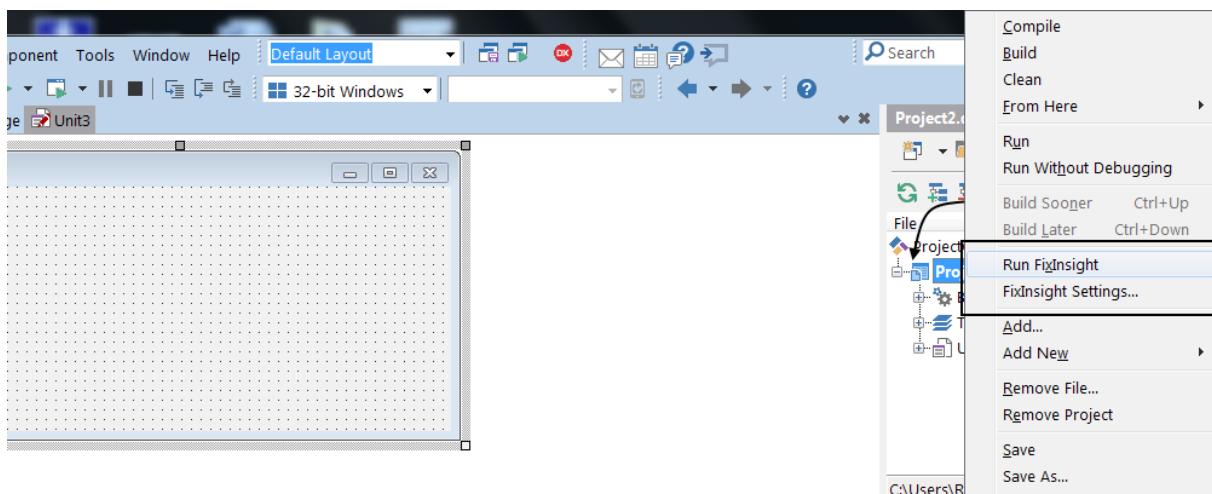 ponent Tools Window Help Default Layout DX Search
32-bit Windows
ge Unit3
Project2.
File
Project
Pro
B
T
U
C:\Users\R
Compile
Build
Clean
From Here
Run
Run Without Debugging
Build Sooner Ctrl+Up
Build Later Ctrl+Down
Run FixInsight
FixInsight Settings...
Add...
Add New
Remove File...
Remove Project
Save
Save As...